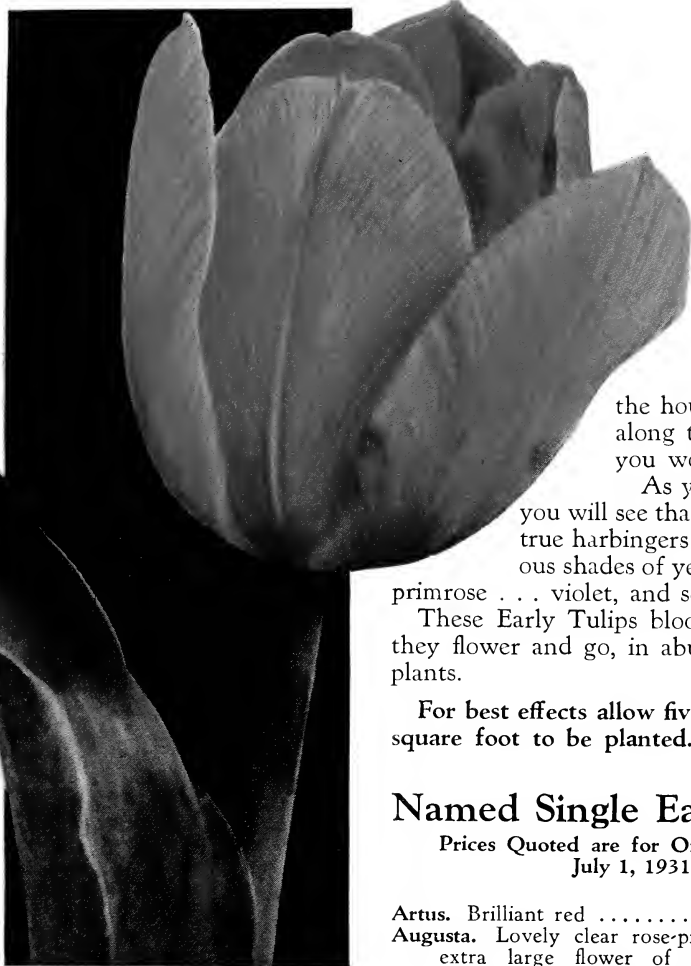 the hou
along t
you wo
As y
you will see tha
true harbingers
ous shades of ye
primrose . . . violet, and s
These Early Tulips bloo
they flower and go, in abu
plants.
For best effects allow fiv
square foot to be planted.
Named Single Ea
Prices Quoted are for O
July 1, 1931
Artus. Brilliant red ........
Augusta. Lovely clear rose-pi
extra large flower of